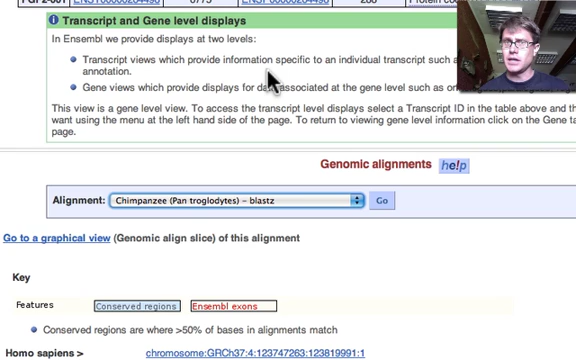 Transcript and Gene level displays
In Ensembl we provide displays at two levels:
Transcript views which provide information specific to an individual transcript such a
annotation.
Gene views which provide displays for data associated at the gene level such as or
This view is a gene level view. To access the transcript level displays select a Transcript ID in the table above and th
want using the menu at the left hand side of the page. To return to viewing gene level information click on the Gene ta
page.
Genomic alignments help
Alignment: Chimpanzee (Pan troglodytes) - blastz Go
Go to a graphical view (Genomic align slice) of this alignment
Key
Features Conserved regions Ensembl exons
Conserved regions are where >50% of bases in alignments match
Homo sapiens > chromosome:GRCh37:4:123747263:123819991:1